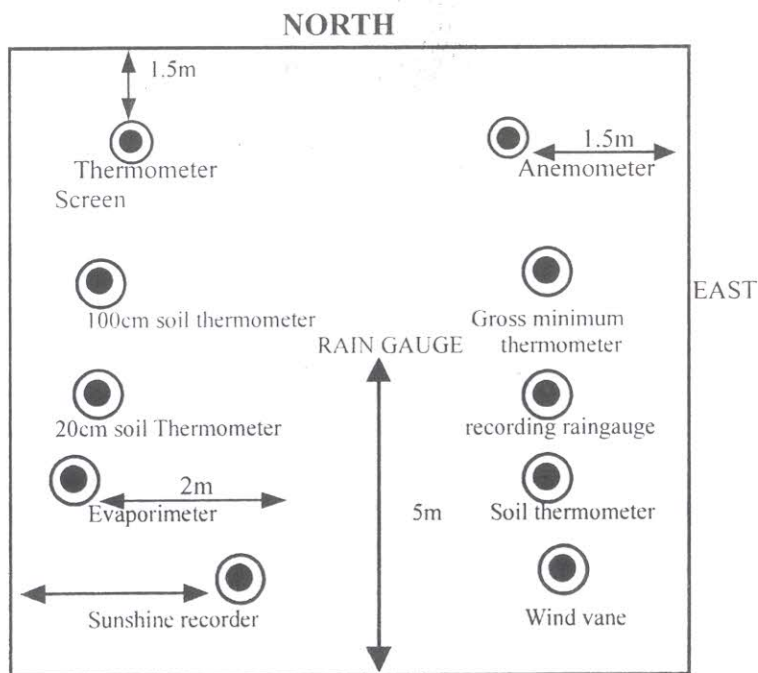 NORTH
1.5m
Thermometer
Screen
1.5m
Anemometer
EAST
100cm soil thermometer
Gross minimum
thermometer
RAIN GAUGE
20cm soil Thermometer
recording raingauge
2m
Evaporimeter
5m
Soil thermometer
Sunshine recorder
Wind vane